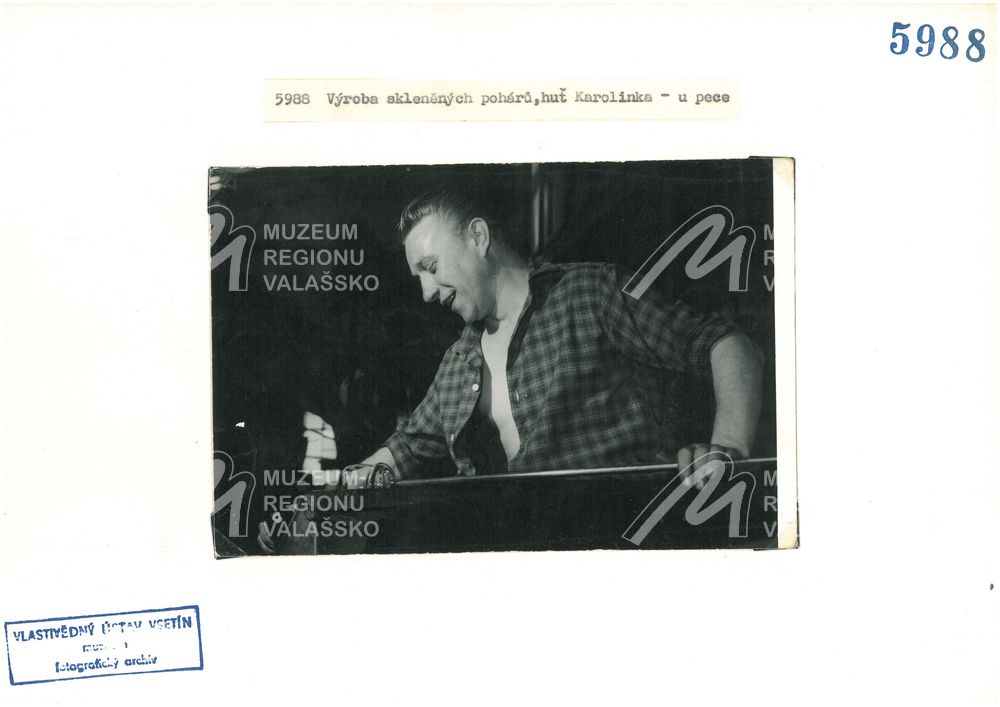 5988
5988 Výroba skleněných pohárů,huť Karolinka - u pece
MUZEUM
REGIONU
VALAŠSKO
MUZEUM
REGIONU
VALAŠSKO
VLASTIVĚDNÝ ÚSTAV VSETÍN
fotografický archiv